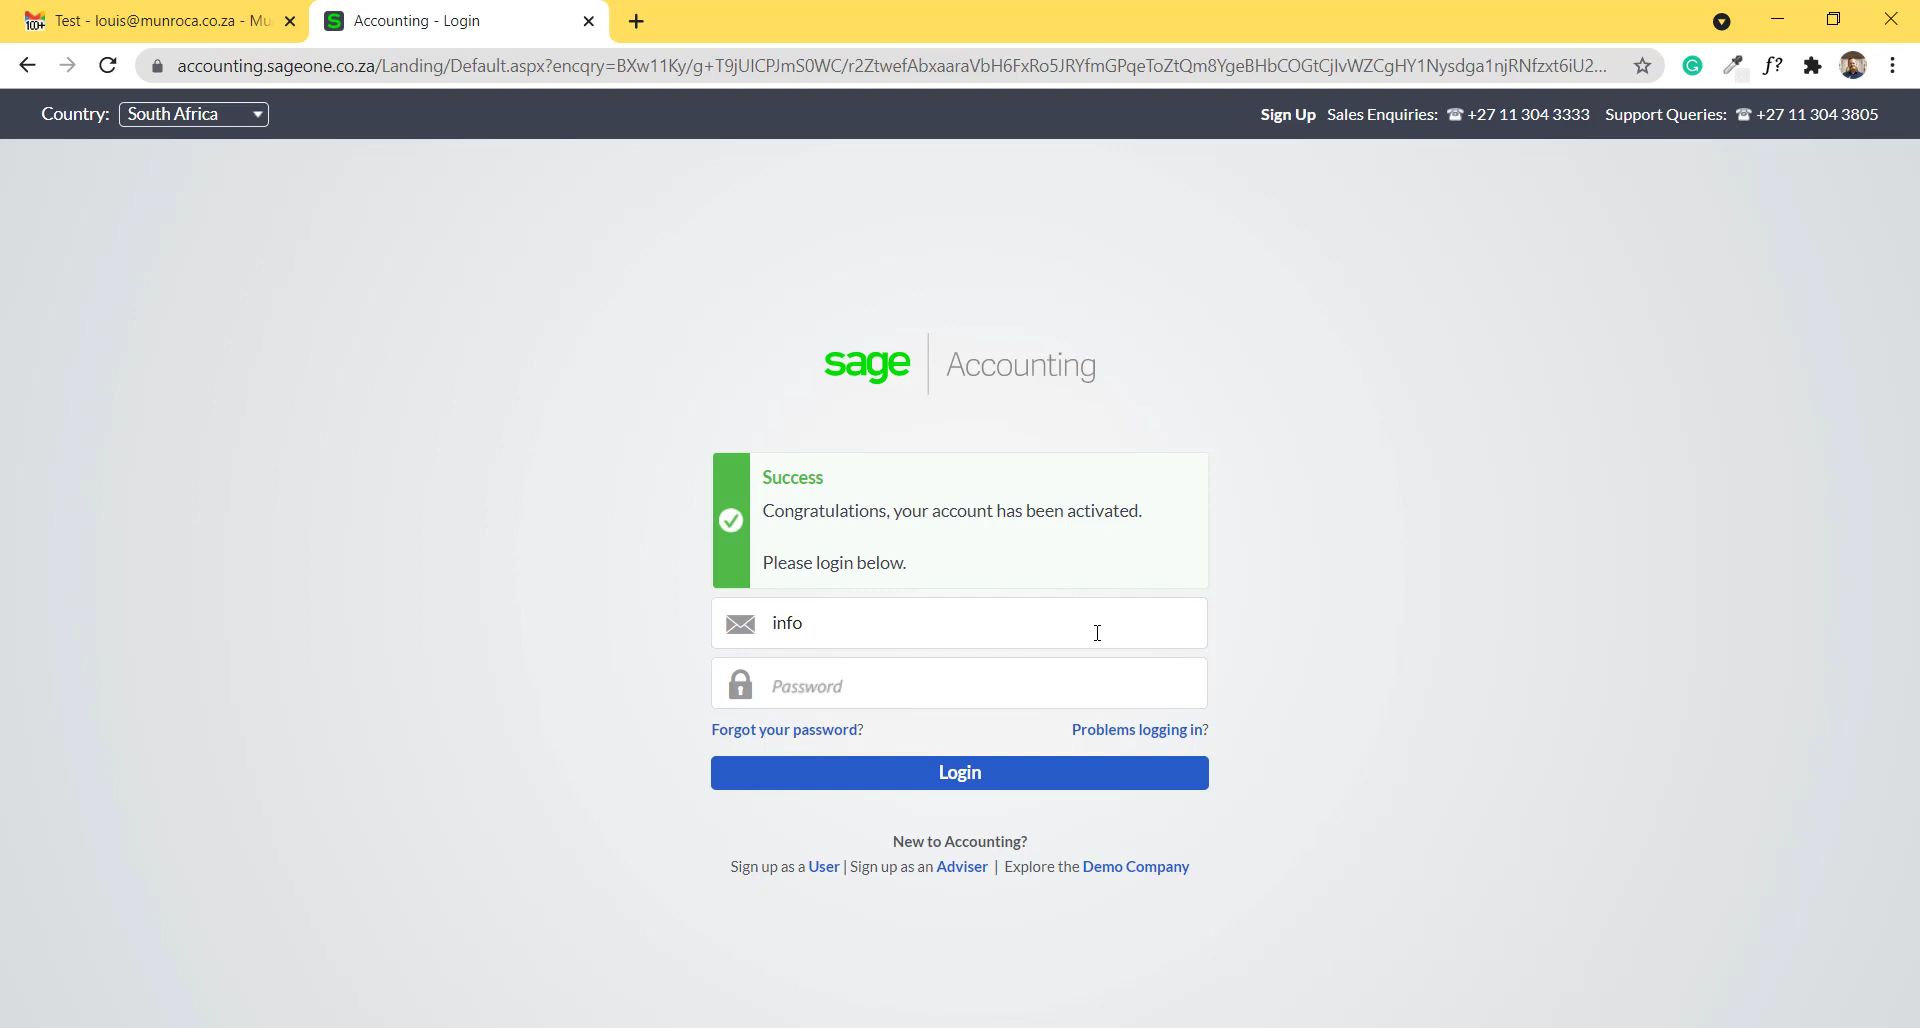 Test - louis@munroca.co.za - Mu
Accounting - Login
accounting.sageone.co.za/Landing/Default.aspx?encqry=BXw11Ky/g+T9jUICPJmS0WC/r2ZtwefAbxaaraVbH6FxRo5JRYfmGPqeToZtQm8YgeBHbCOGtCjIvWZCgHY1Nysdga1njRNfzxt6iU2...
Country: South Africa
Sign Up Sales Enquiries: ☎ +27 11 304 3333 Support Queries: ☎ +27 11 304 3805
sage | Accounting
Success
Congratulations, your account has been activated.
Please login below.
info
Password
Forgot your password? Problems logging in?
Login
New to Accounting?
Sign up as a User | Sign up as an Adviser | Explore the Demo Company